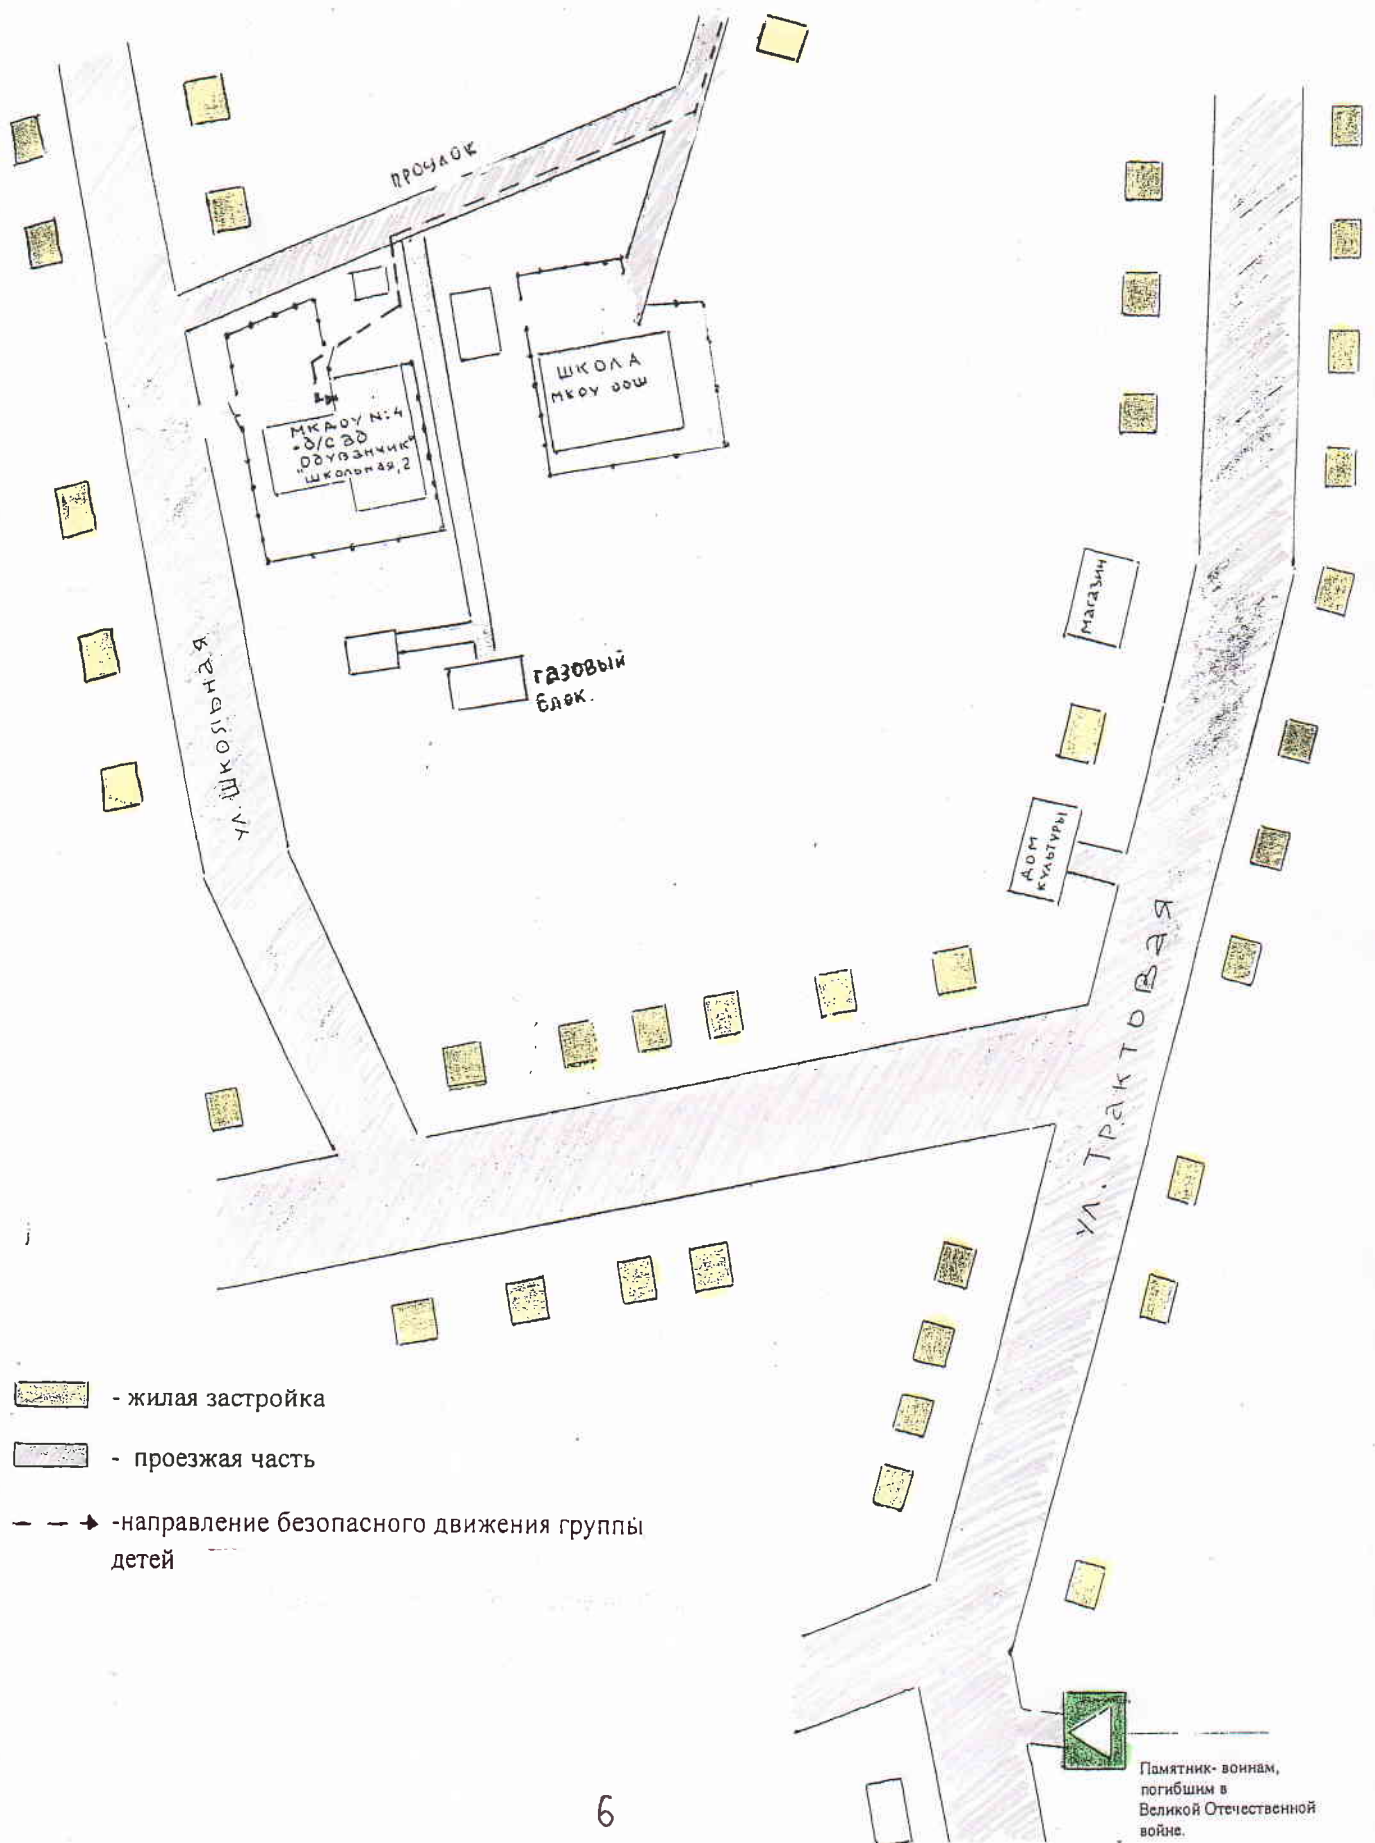 проулок
ШКОЛА
МКОУ ООШ
МКДОУ №4
д/с эд
"Одуванчик"
Школьная, 2
ул. Школьная
газовый
блок.
магазин
ДОМ
КУЛЬТУРЫ
ул. Трактовая
- жилая застройка
- проезжая часть
-направление безопасного движения группы
детей
Памятник- воинам,
погибшим в
Великой Отечественной
войне.
6